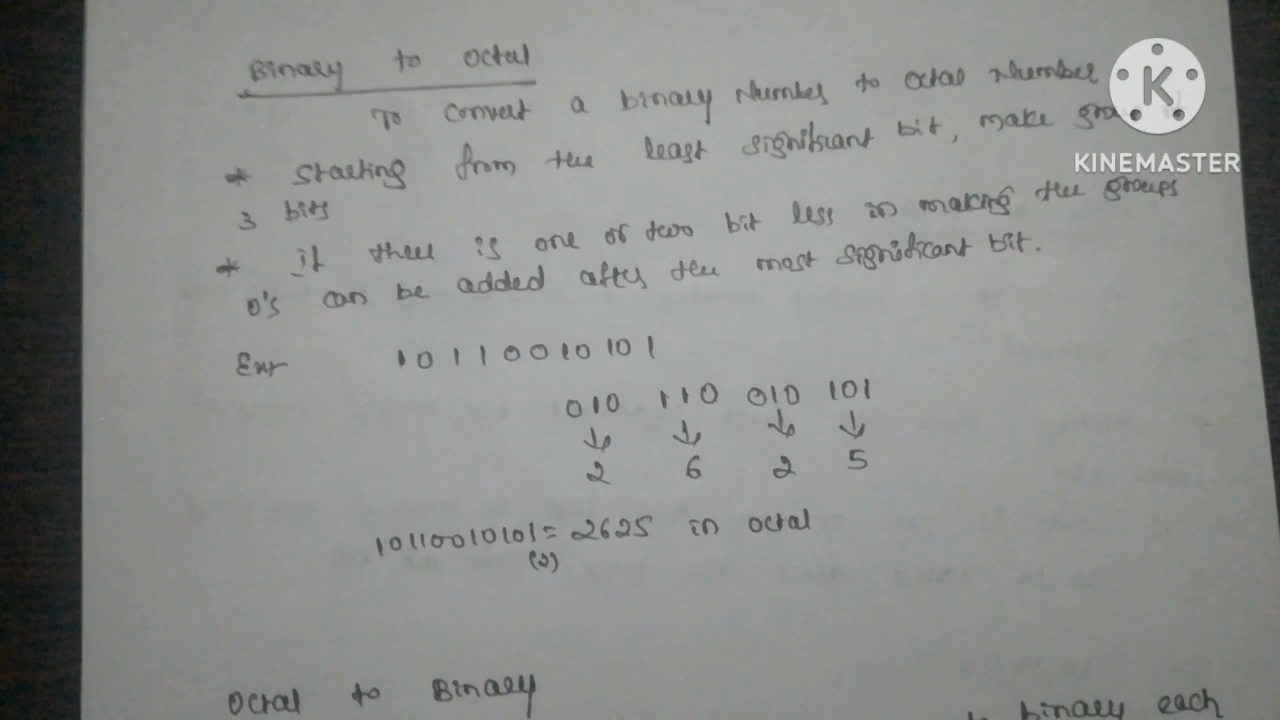 Binary to Octal
To convert a binary Number to Octal Number
* Starting from the least significant bit, make
3 bits
* if there is one or two bit less in making the groups
0's can be added after the most significant bit.
10110010101
010 110 010 101
2 6 2 5
10110010101 = 2625 in octal
(2)
Octal to Binary
binary each
K
KINEMASTER